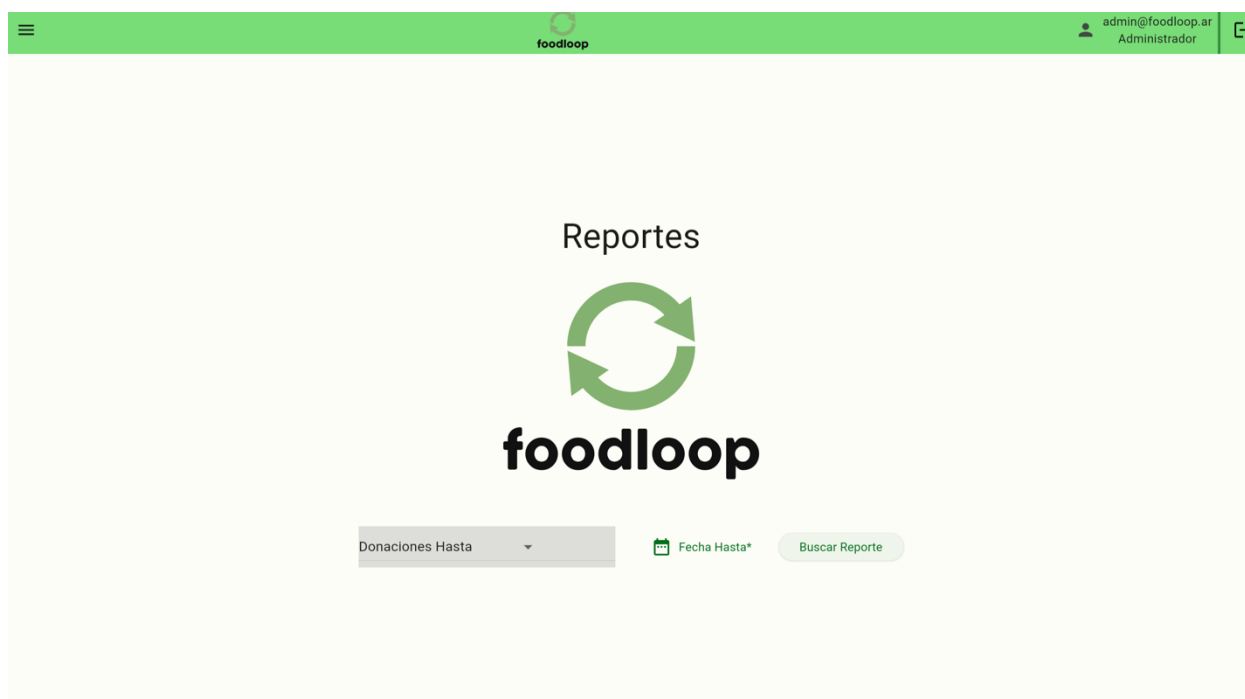 foodloop
admin@foodloop.ar
Administrador
Reportes
foodloop
Donaciones Hasta
Fecha Hasta*
Buscar Reporte